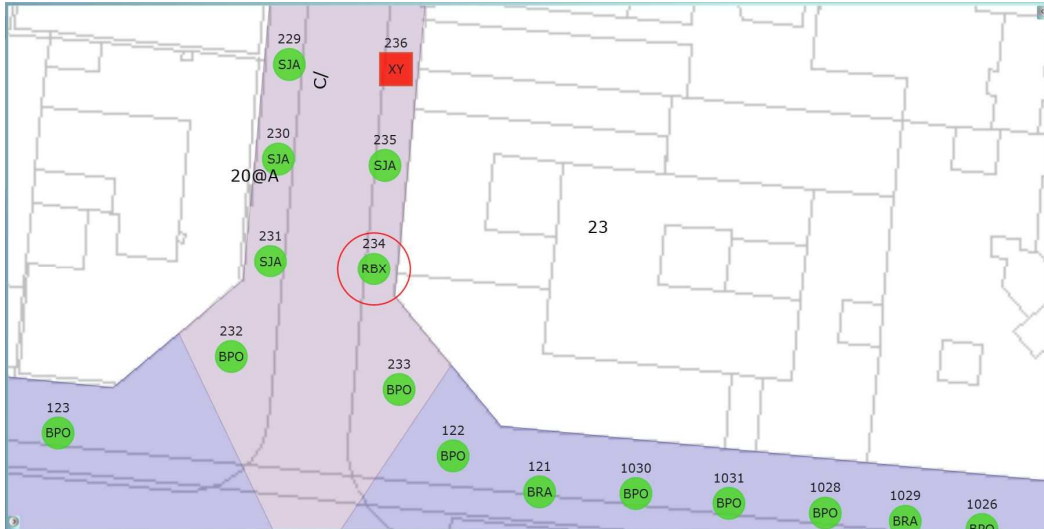 229
SJA
236
XY
C/
230
SJA
235
SJA
20@A
23
231
SJA
234
RBX
232
BPO
233
BPO
123
BPO
122
BPO
121
BRA
1030
BPO
1031
BPO
1028
BPO
1029
BRA
1026
BPO